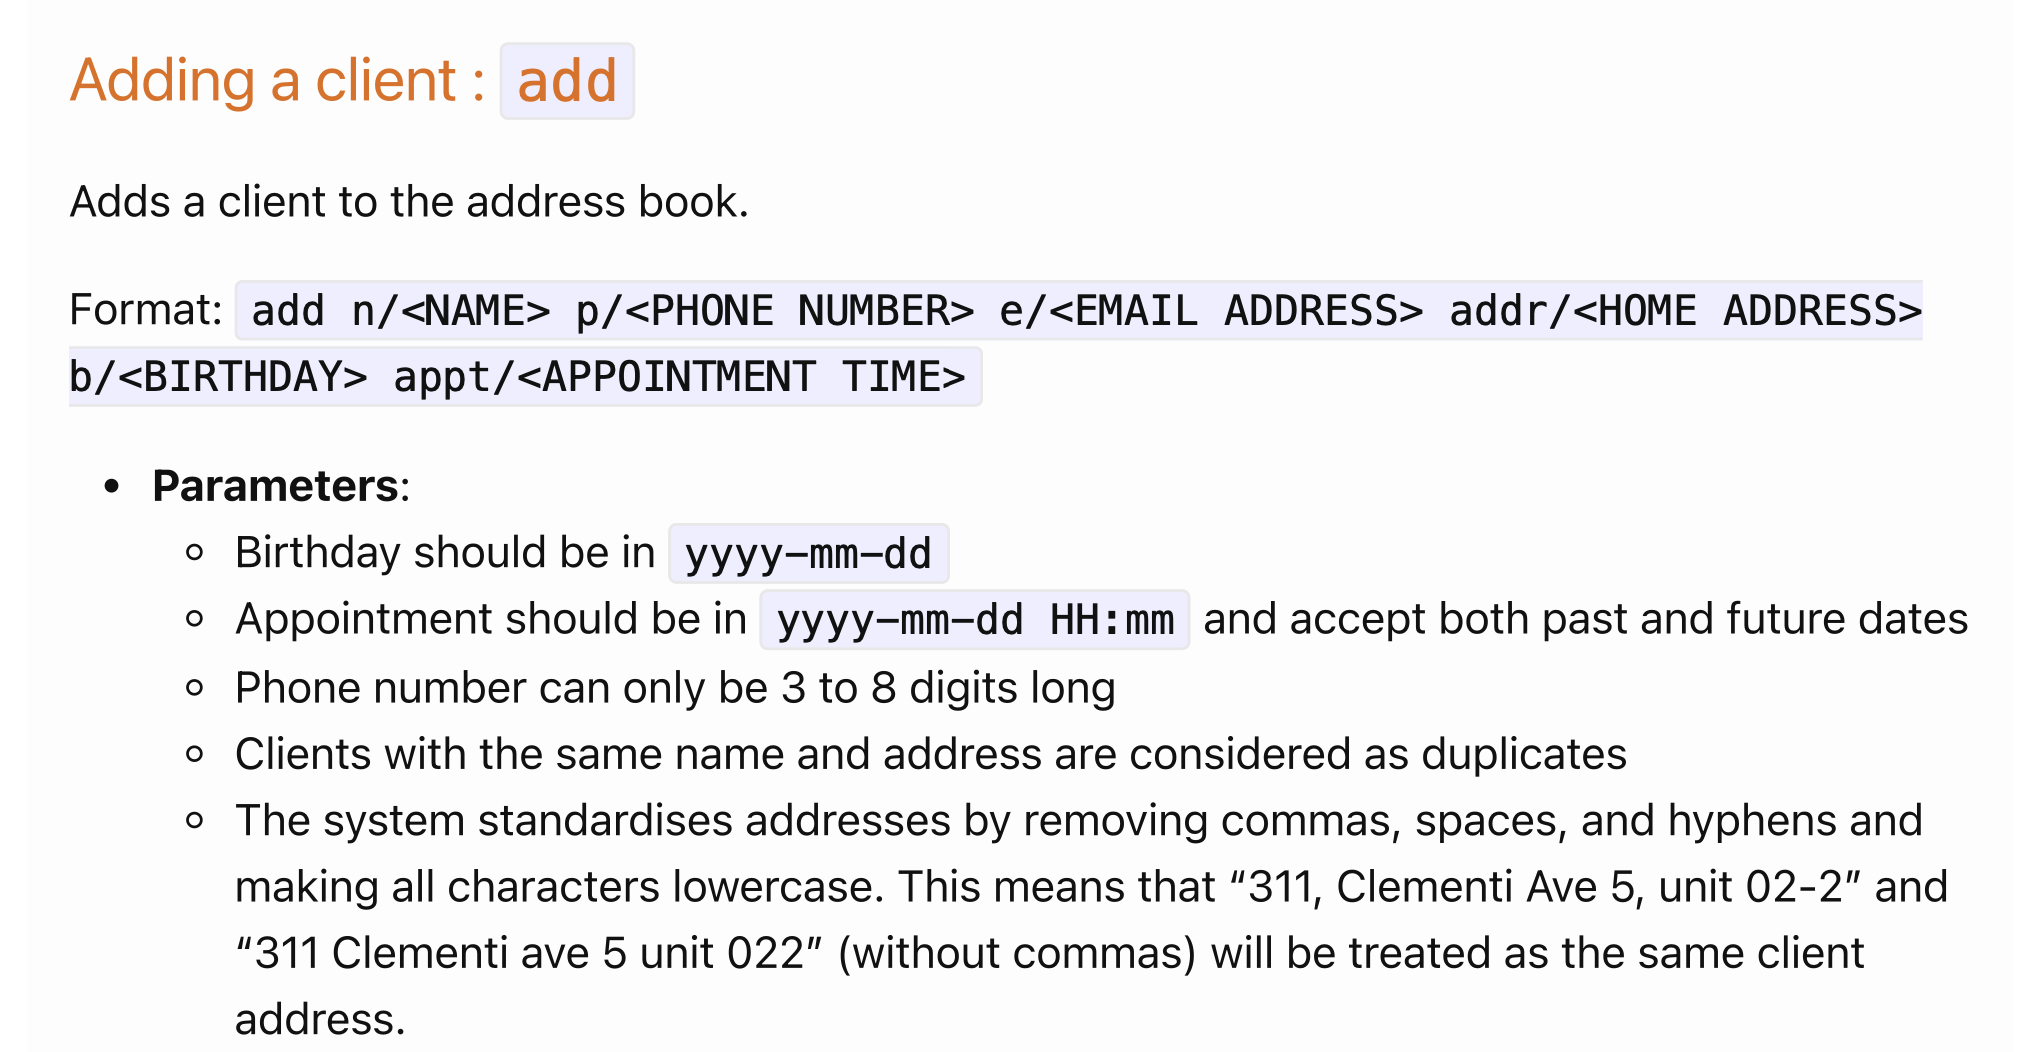 Adding a client : add
Adds a client to the address book.
Format: add n/<NAME> p/<PHONE NUMBER> e/<EMAIL ADDRESS> addr/<HOME ADDRESS>
b/<BIRTHDAY> appt/<APPOINTMENT TIME>
• Parameters:
○ Birthday should be in yyyy-mm-dd
○ Appointment should be in yyyy-mm-dd HH:mm and accept both past and future dates
○ Phone number can only be 3 to 8 digits long
○ Clients with the same name and address are considered as duplicates
○ The system standardises addresses by removing commas, spaces, and hyphens and
making all characters lowercase. This means that “311, Clementi Ave 5, unit 02-2” and
“311 Clementi ave 5 unit 022” (without commas) will be treated as the same client
address.